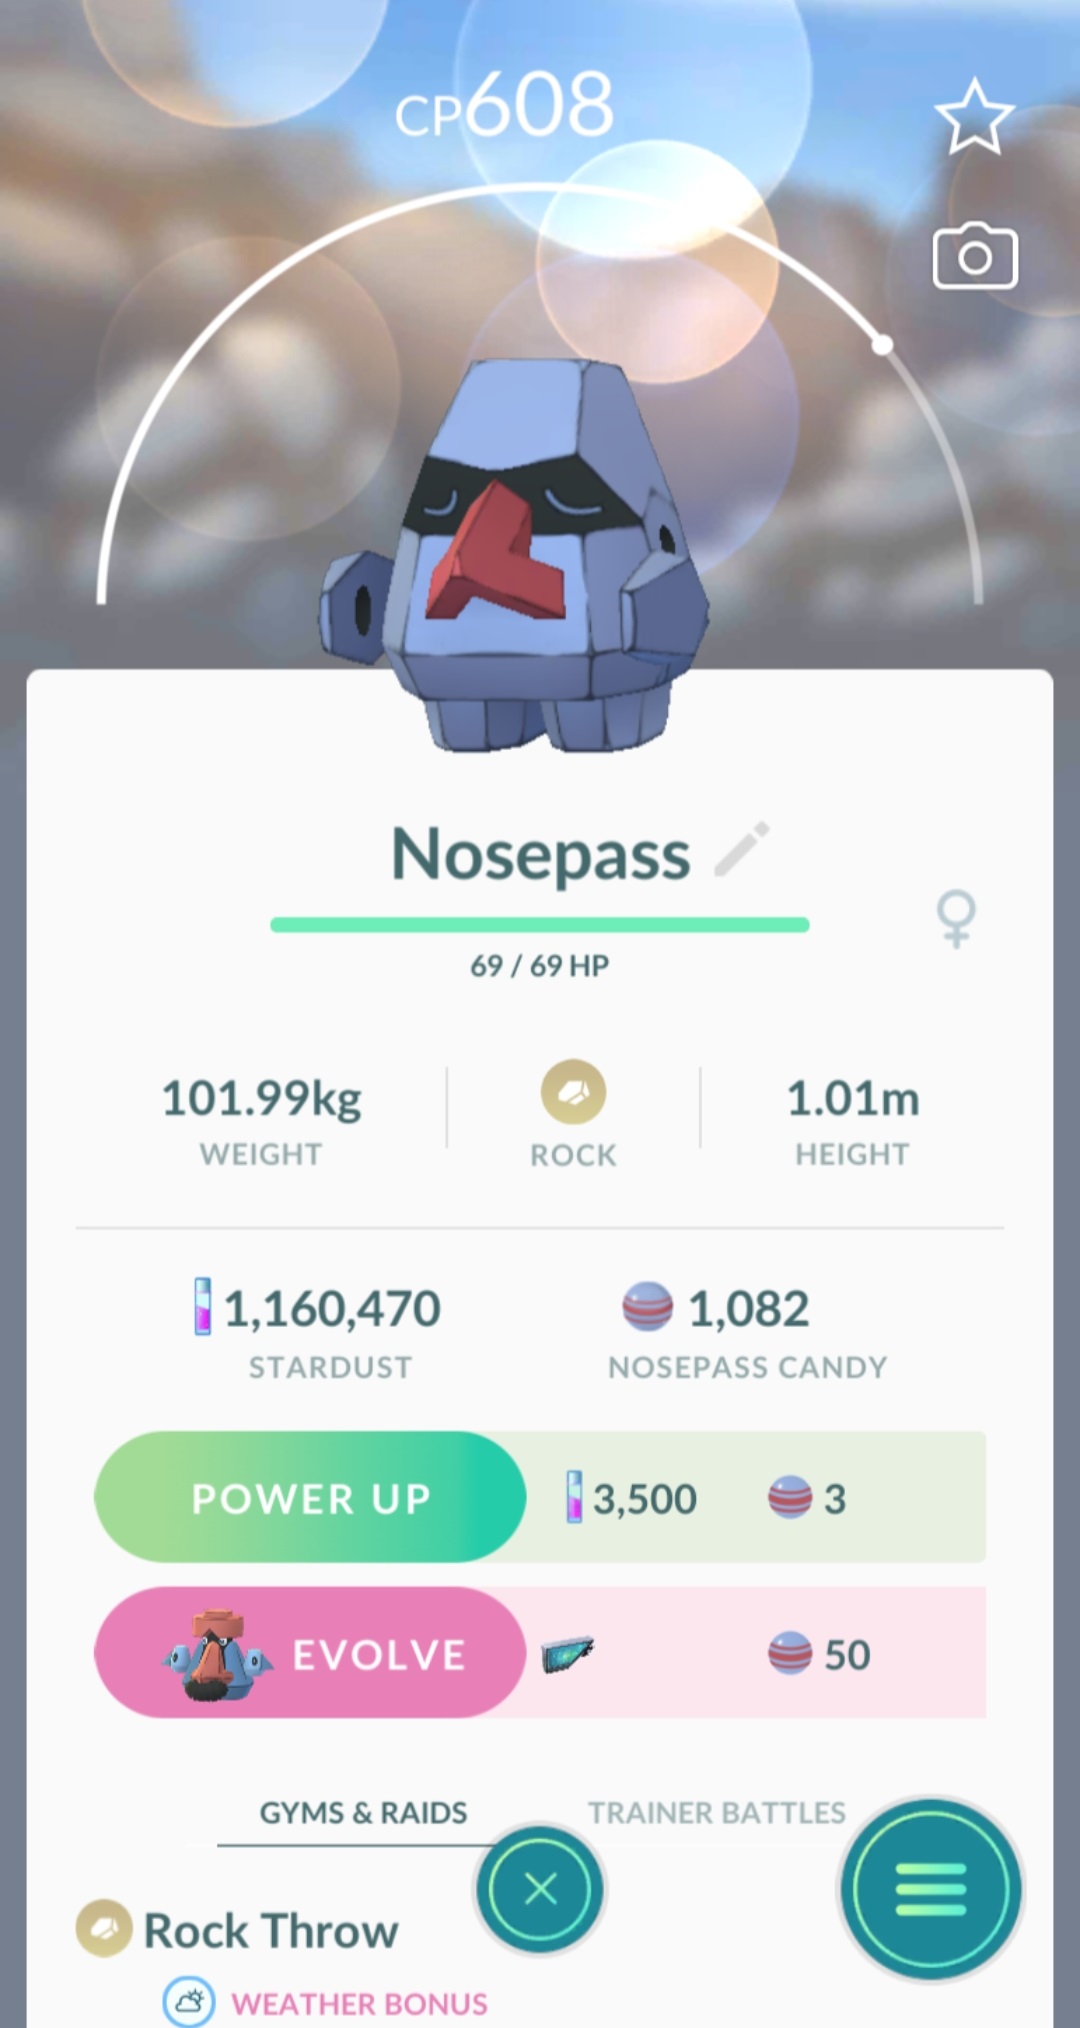 CP608
Nosepass
69 / 69 HP
101.99kg
WEIGHT
ROCK
1.01m
HEIGHT
1,160,470
STARDUST
1,082
NOSEPASS CANDY
POWER UP 3,500 3
EVOLVE 50
GYMS & RAIDS TRAINER BATTLES
Rock Throw
WEATHER BONUS